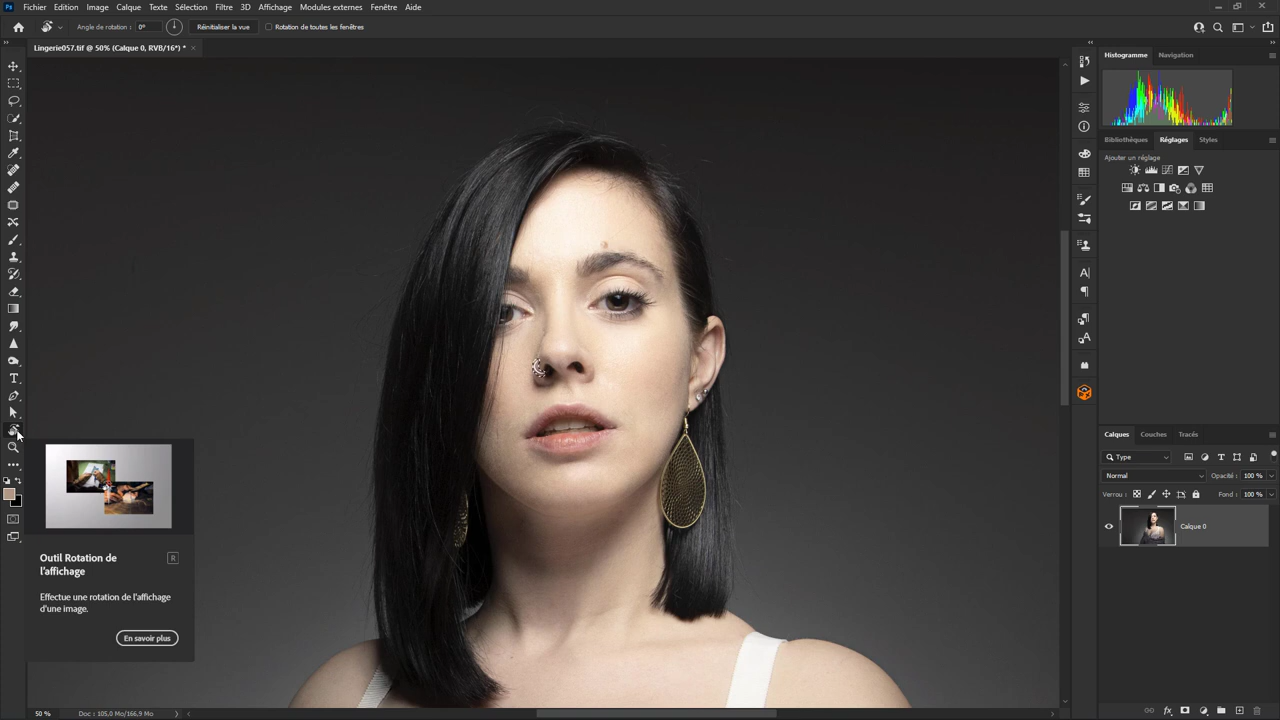 Ps Fichier Edition Image Calque Texte Sélection Filtre 3D Affichage Modules externes Fenêtre Aide
Angle de rotation : 0° Réinitialiser la vue Rotation de toutes les fenêtres
Lingerie057.tif @ 50% (Calque 0, RVB/16*) *
Histogramme Navigation
Bibliothèques Réglages Styles
Ajouter un réglage
Outil Rotation de
l'affichage
R
Effectue une rotation de l'affichage
d'une image.
En savoir plus
Calques Couches Tracés
Type
Normal Opacité : 100 %
Verrou : Fond : 100 %
Calque 0
50 % Doc : 105,0 Mo/166,9 Mo